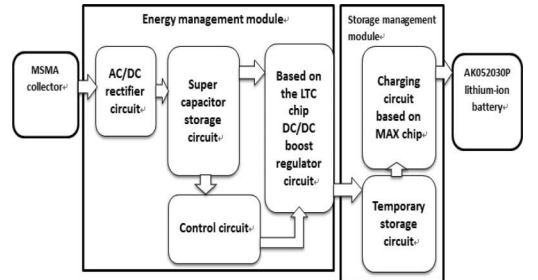 Energy management module
Storage management
module
MSMA
collector
AC/DC
rectifier
circuit
Super
capacitor
storage
circuit
Based on
the LTC
chip
DC/DC
boost
regulator
circuit
Control circuit
Charging
circuit
based on
MAX chip
Temporary
storage
circuit
AK052030P
lithium-ion
battery